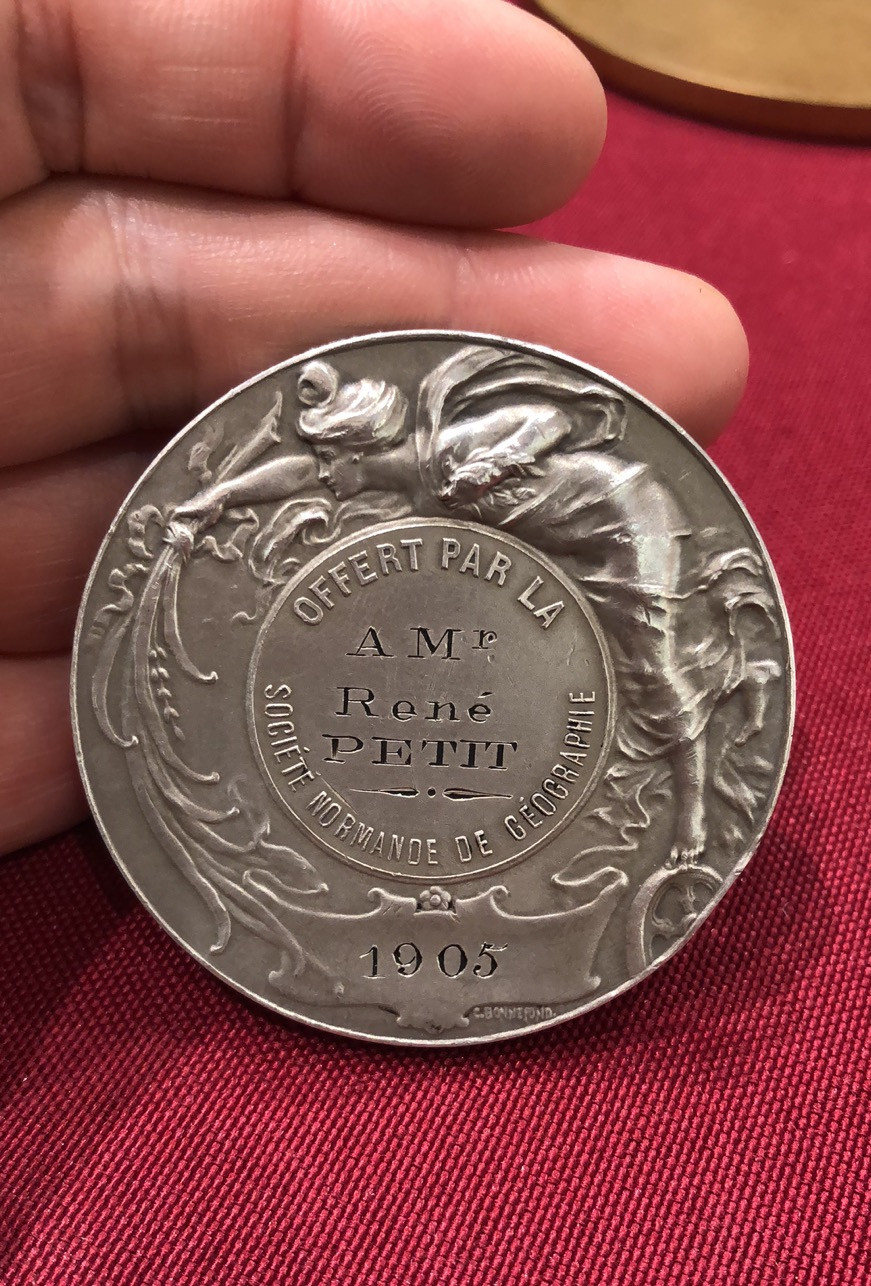 OFFERT PAR LA
SOCIÉTÉ NORMANDE DE GÉOGRAPHIE
A Mr
René
PETIT
1905
C. BONNEFOND.